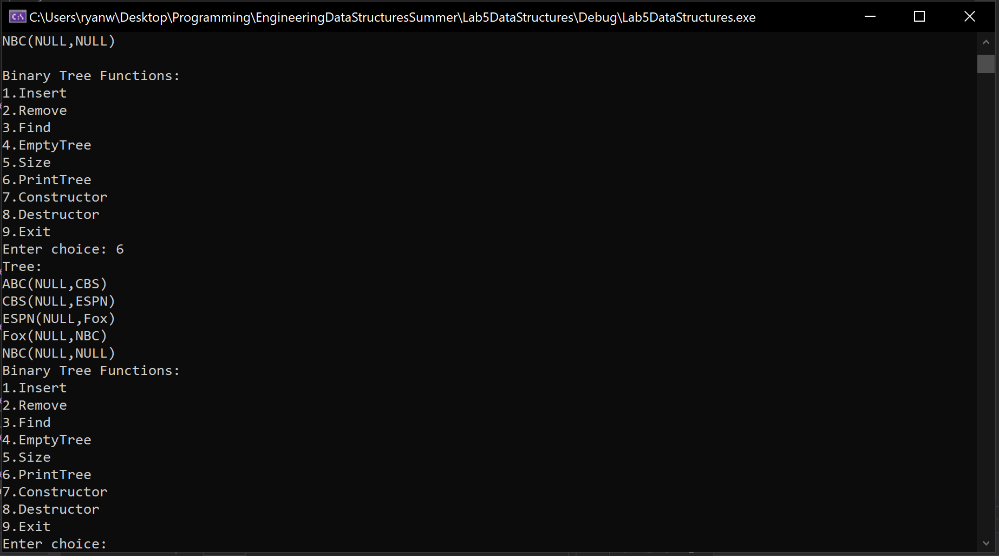 C:\Users\ryanw\Desktop\Programming\EngineeringDataStructuresSummer\Lab5DataStructures\Debug\Lab5DataStructures.exe
NBC(NULL,NULL)
Binary Tree Functions:
1.Insert
2.Remove
3.Find
4.EmptyTree
5.Size
6.PrintTree
7.Constructor
8.Destructor
9.Exit
Enter choice: 6
Tree:
ABC(NULL,CBS)
CBS(NULL,ESPN)
ESPN(NULL,Fox)
Fox(NULL,NBC)
NBC(NULL,NULL)
Binary Tree Functions:
1.Insert
2.Remove
3.Find
4.EmptyTree
5.Size
6.PrintTree
7.Constructor
8.Destructor
9.Exit
Enter choice: